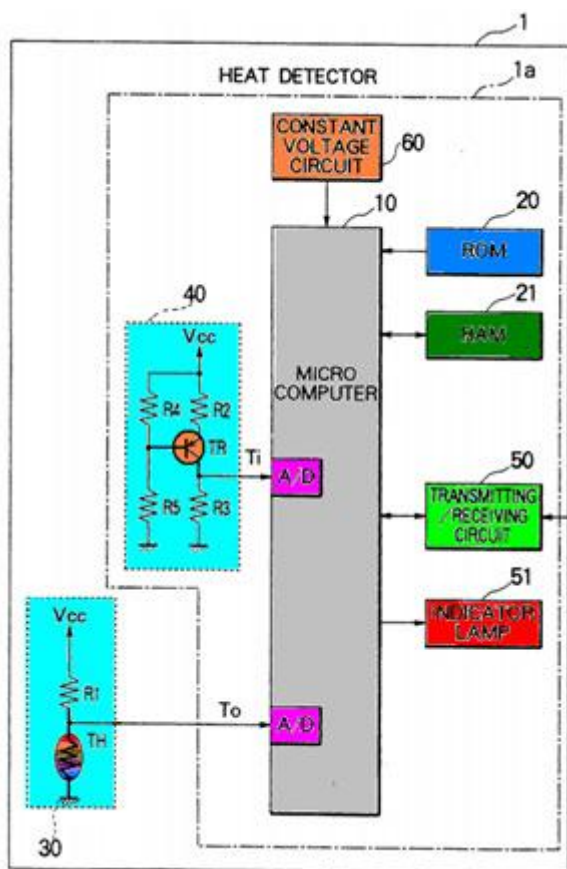 1
HEAT DETECTOR
1a
CONSTANT
VOLTAGE
CIRCUIT
60
10
20
ROM
21
RAM
40
Vcc
R4
R2
TR
R5
R3
Ti
MICRO
COMPUTER
A/D
50
TRANSMITTING
/RECEIVING
CIRCUIT
51
INDICATOR
LAMP
Vcc
R1
TH
To
A/D
30